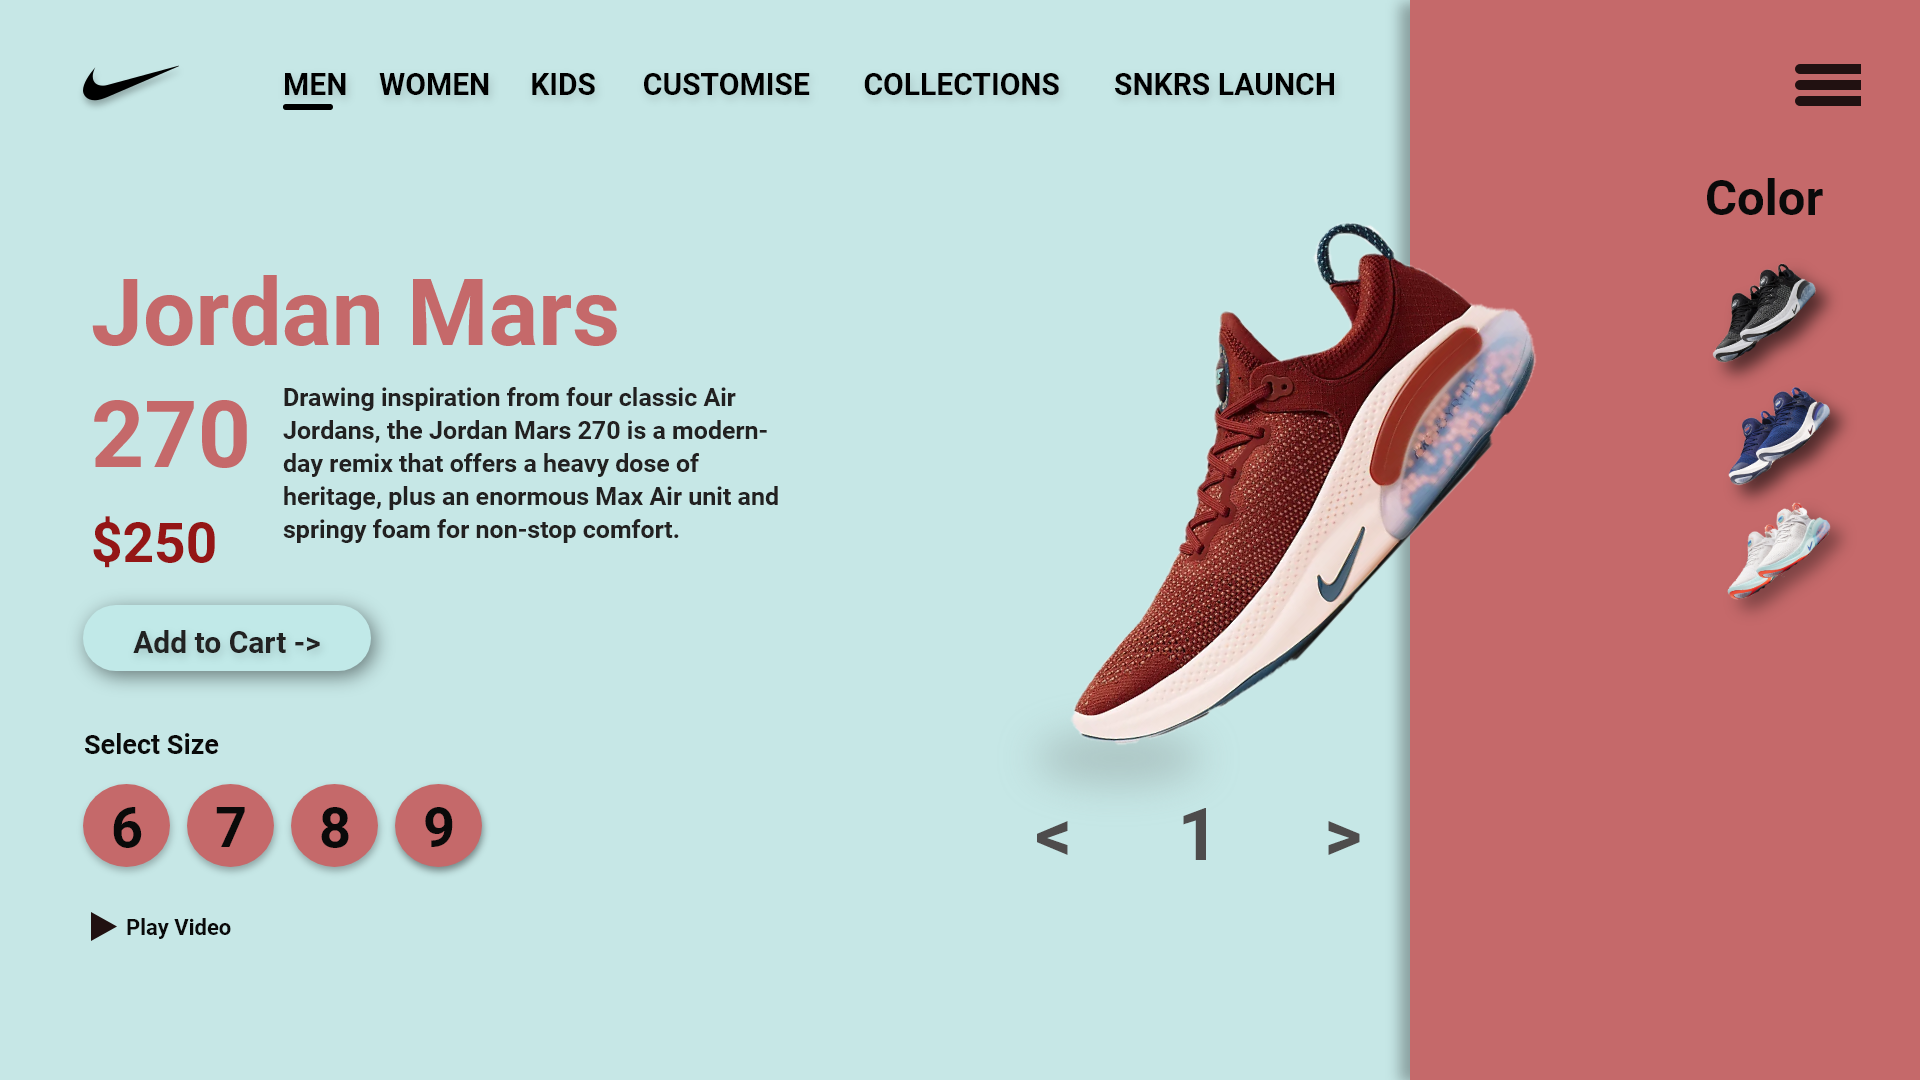 MEN WOMEN KIDS CUSTOMISE COLLECTIONS SNKRS LAUNCH
Color
Jordan Mars
270
$250
Drawing inspiration from four classic Air
Jordans, the Jordan Mars 270 is a modern-
day remix that offers a heavy dose of
heritage, plus an enormous Max Air unit and
springy foam for non-stop comfort.
Add to Cart ->
Select Size
6 7 8 9
< 1 >
Play Video